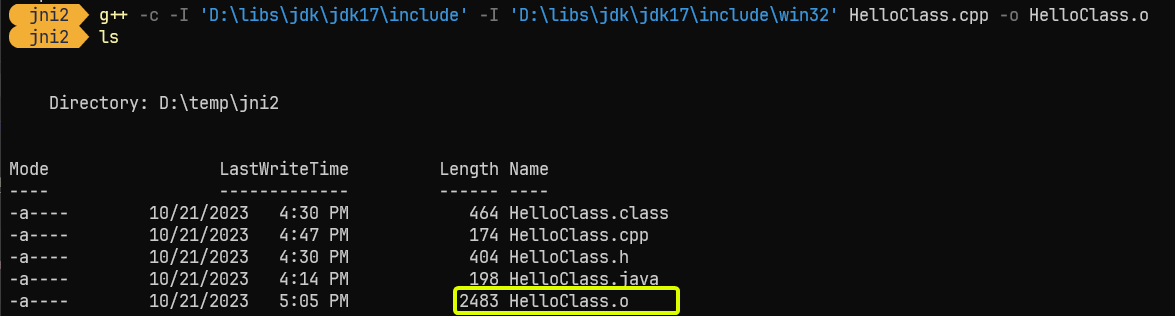 jni2 g++ -c -I 'D:\libs\jdk\jdk17\include' -I 'D:\libs\jdk\jdk17\include\win32' HelloClass.cpp -o HelloClass.o
jni2 ls
Directory: D:\temp\jni2
Mode LastWriteTime Length Name
---- ------------- ------ ----
-a---- 10/21/2023 4:30 PM 464 HelloClass.class
-a---- 10/21/2023 4:47 PM 174 HelloClass.cpp
-a---- 10/21/2023 4:30 PM 404 HelloClass.h
-a---- 10/21/2023 4:14 PM 198 HelloClass.java
-a---- 10/21/2023 5:05 PM 2483 HelloClass.o